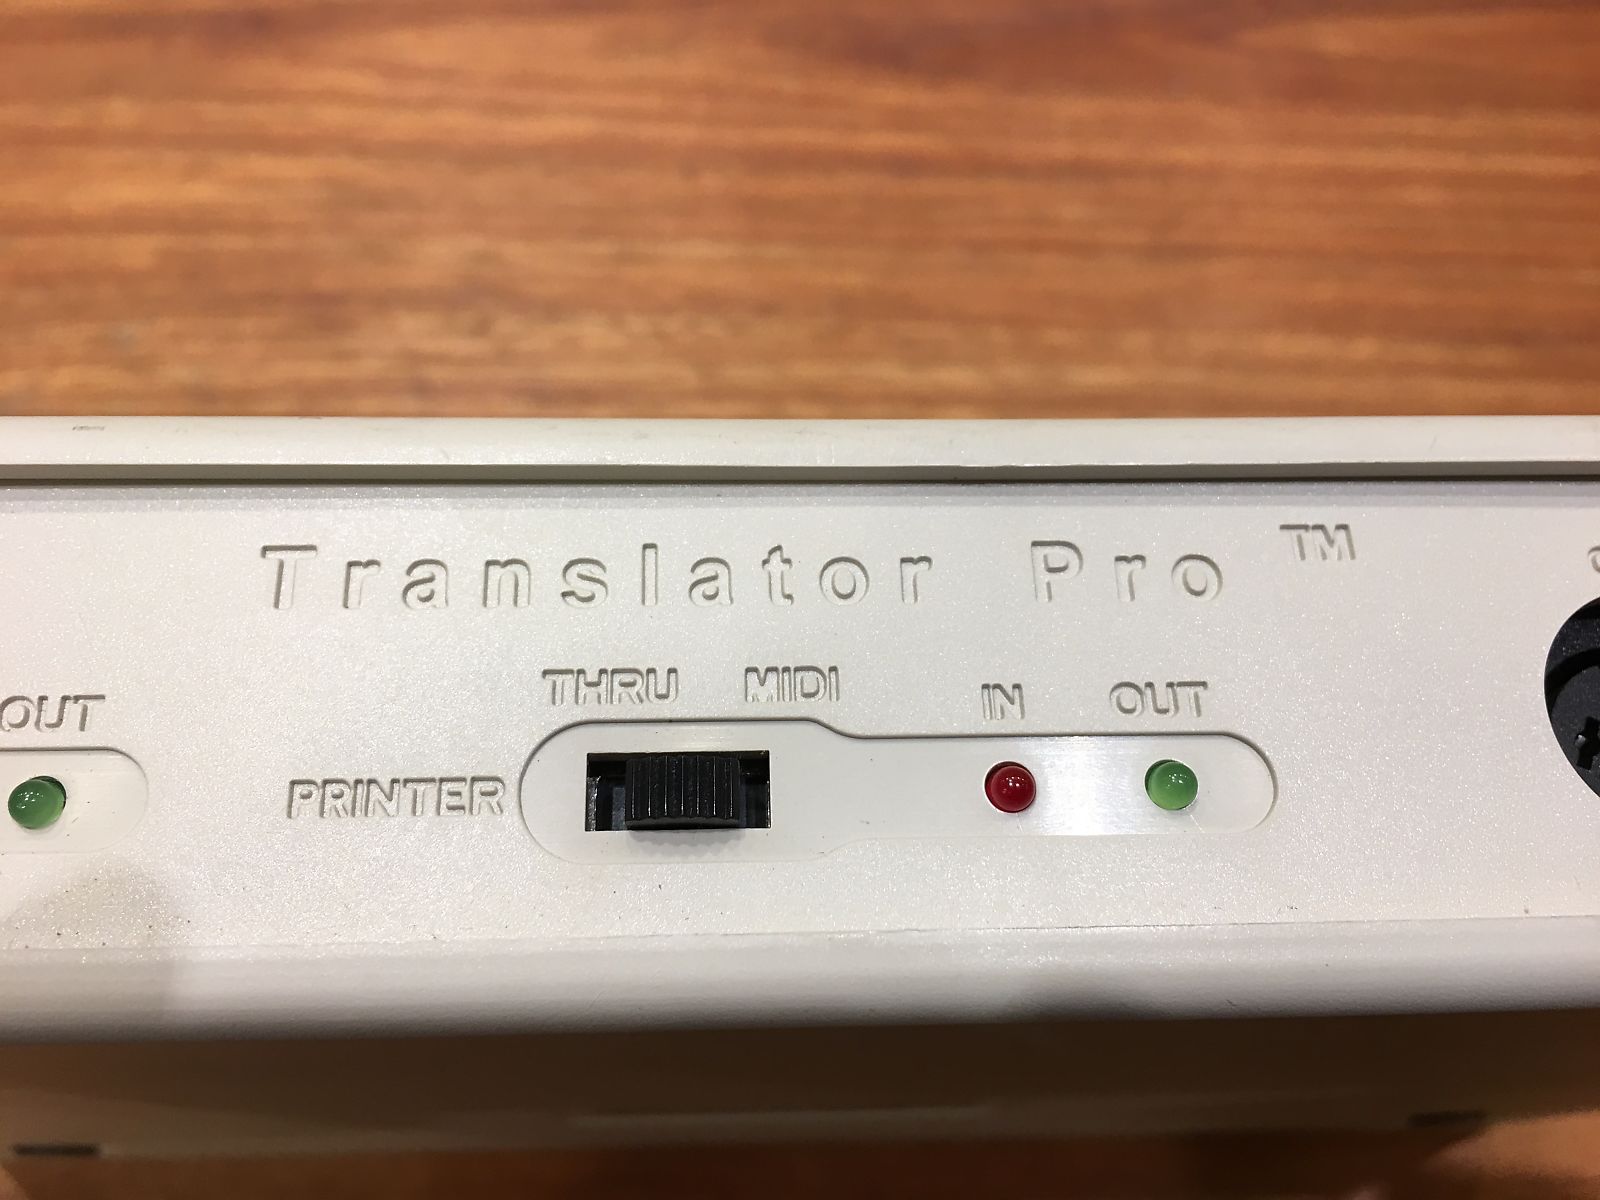 Translator Pro ™
THRU MIDI
IN OUT
OUT
PRINTER